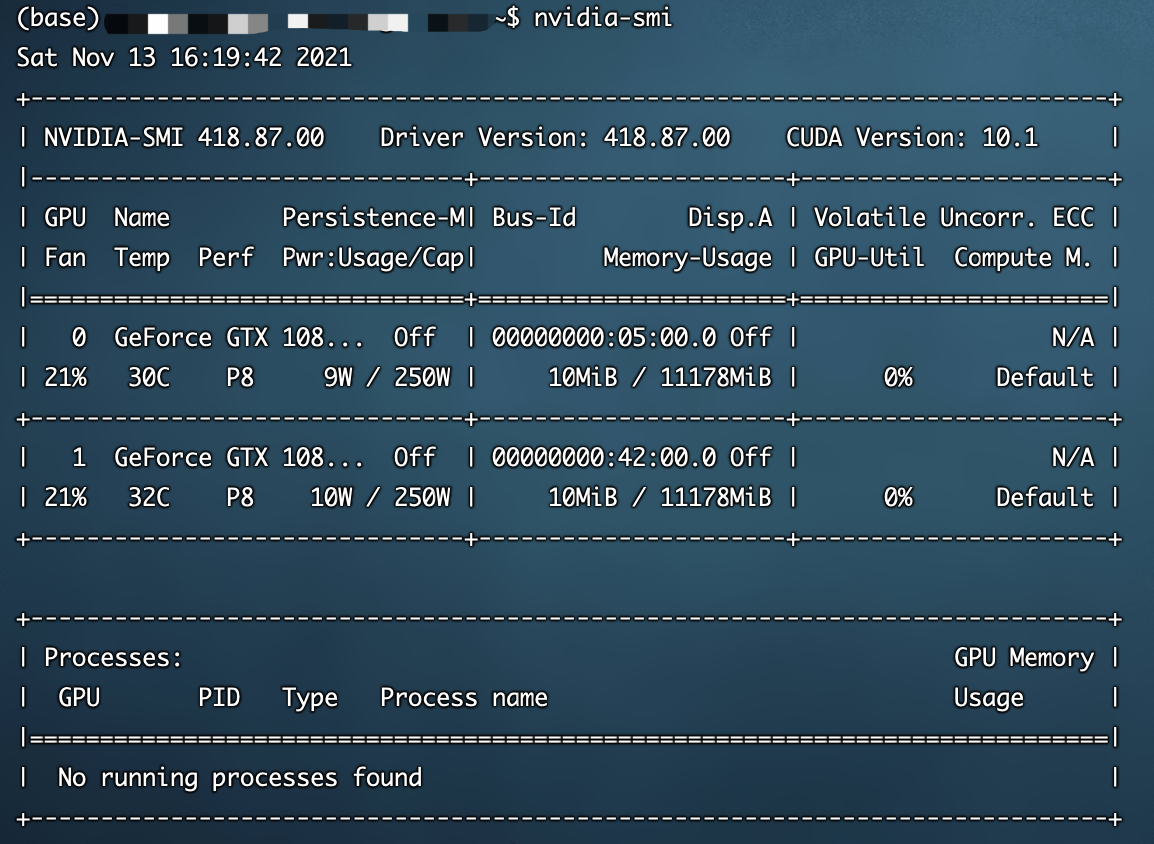 (base) ~$ nvidia-smi
Sat Nov 13 16:19:42 2021
+-----------------------------------------------------------------------------+
| NVIDIA-SMI 418.87.00    Driver Version: 418.87.00    CUDA Version: 10.1     |
|-------------------------------+----------------------+----------------------+
| GPU  Name        Persistence-M| Bus-Id        Disp.A | Volatile Uncorr. ECC |
| Fan  Temp  Perf  Pwr:Usage/Cap|         Memory-Usage | GPU-Util  Compute M. |
|===============================+======================+======================|
|   0  GeForce GTX 108...  Off  | 00000000:05:00.0 Off |                  N/A |
| 21%   30C    P8     9W / 250W |     10MiB / 11178MiB |      0%      Default |
+-------------------------------+----------------------+----------------------+
|   1  GeForce GTX 108...  Off  | 00000000:42:00.0 Off |                  N/A |
| 21%   32C    P8    10W / 250W |     10MiB / 11178MiB |      0%      Default |
+-------------------------------+----------------------+----------------------+
+-----------------------------------------------------------------------------+
| Processes:                                                       GPU Memory |
|  GPU       PID   Type   Process name                             Usage      |
|=============================================================================|
|  No running processes found                                                 |
+-----------------------------------------------------------------------------+